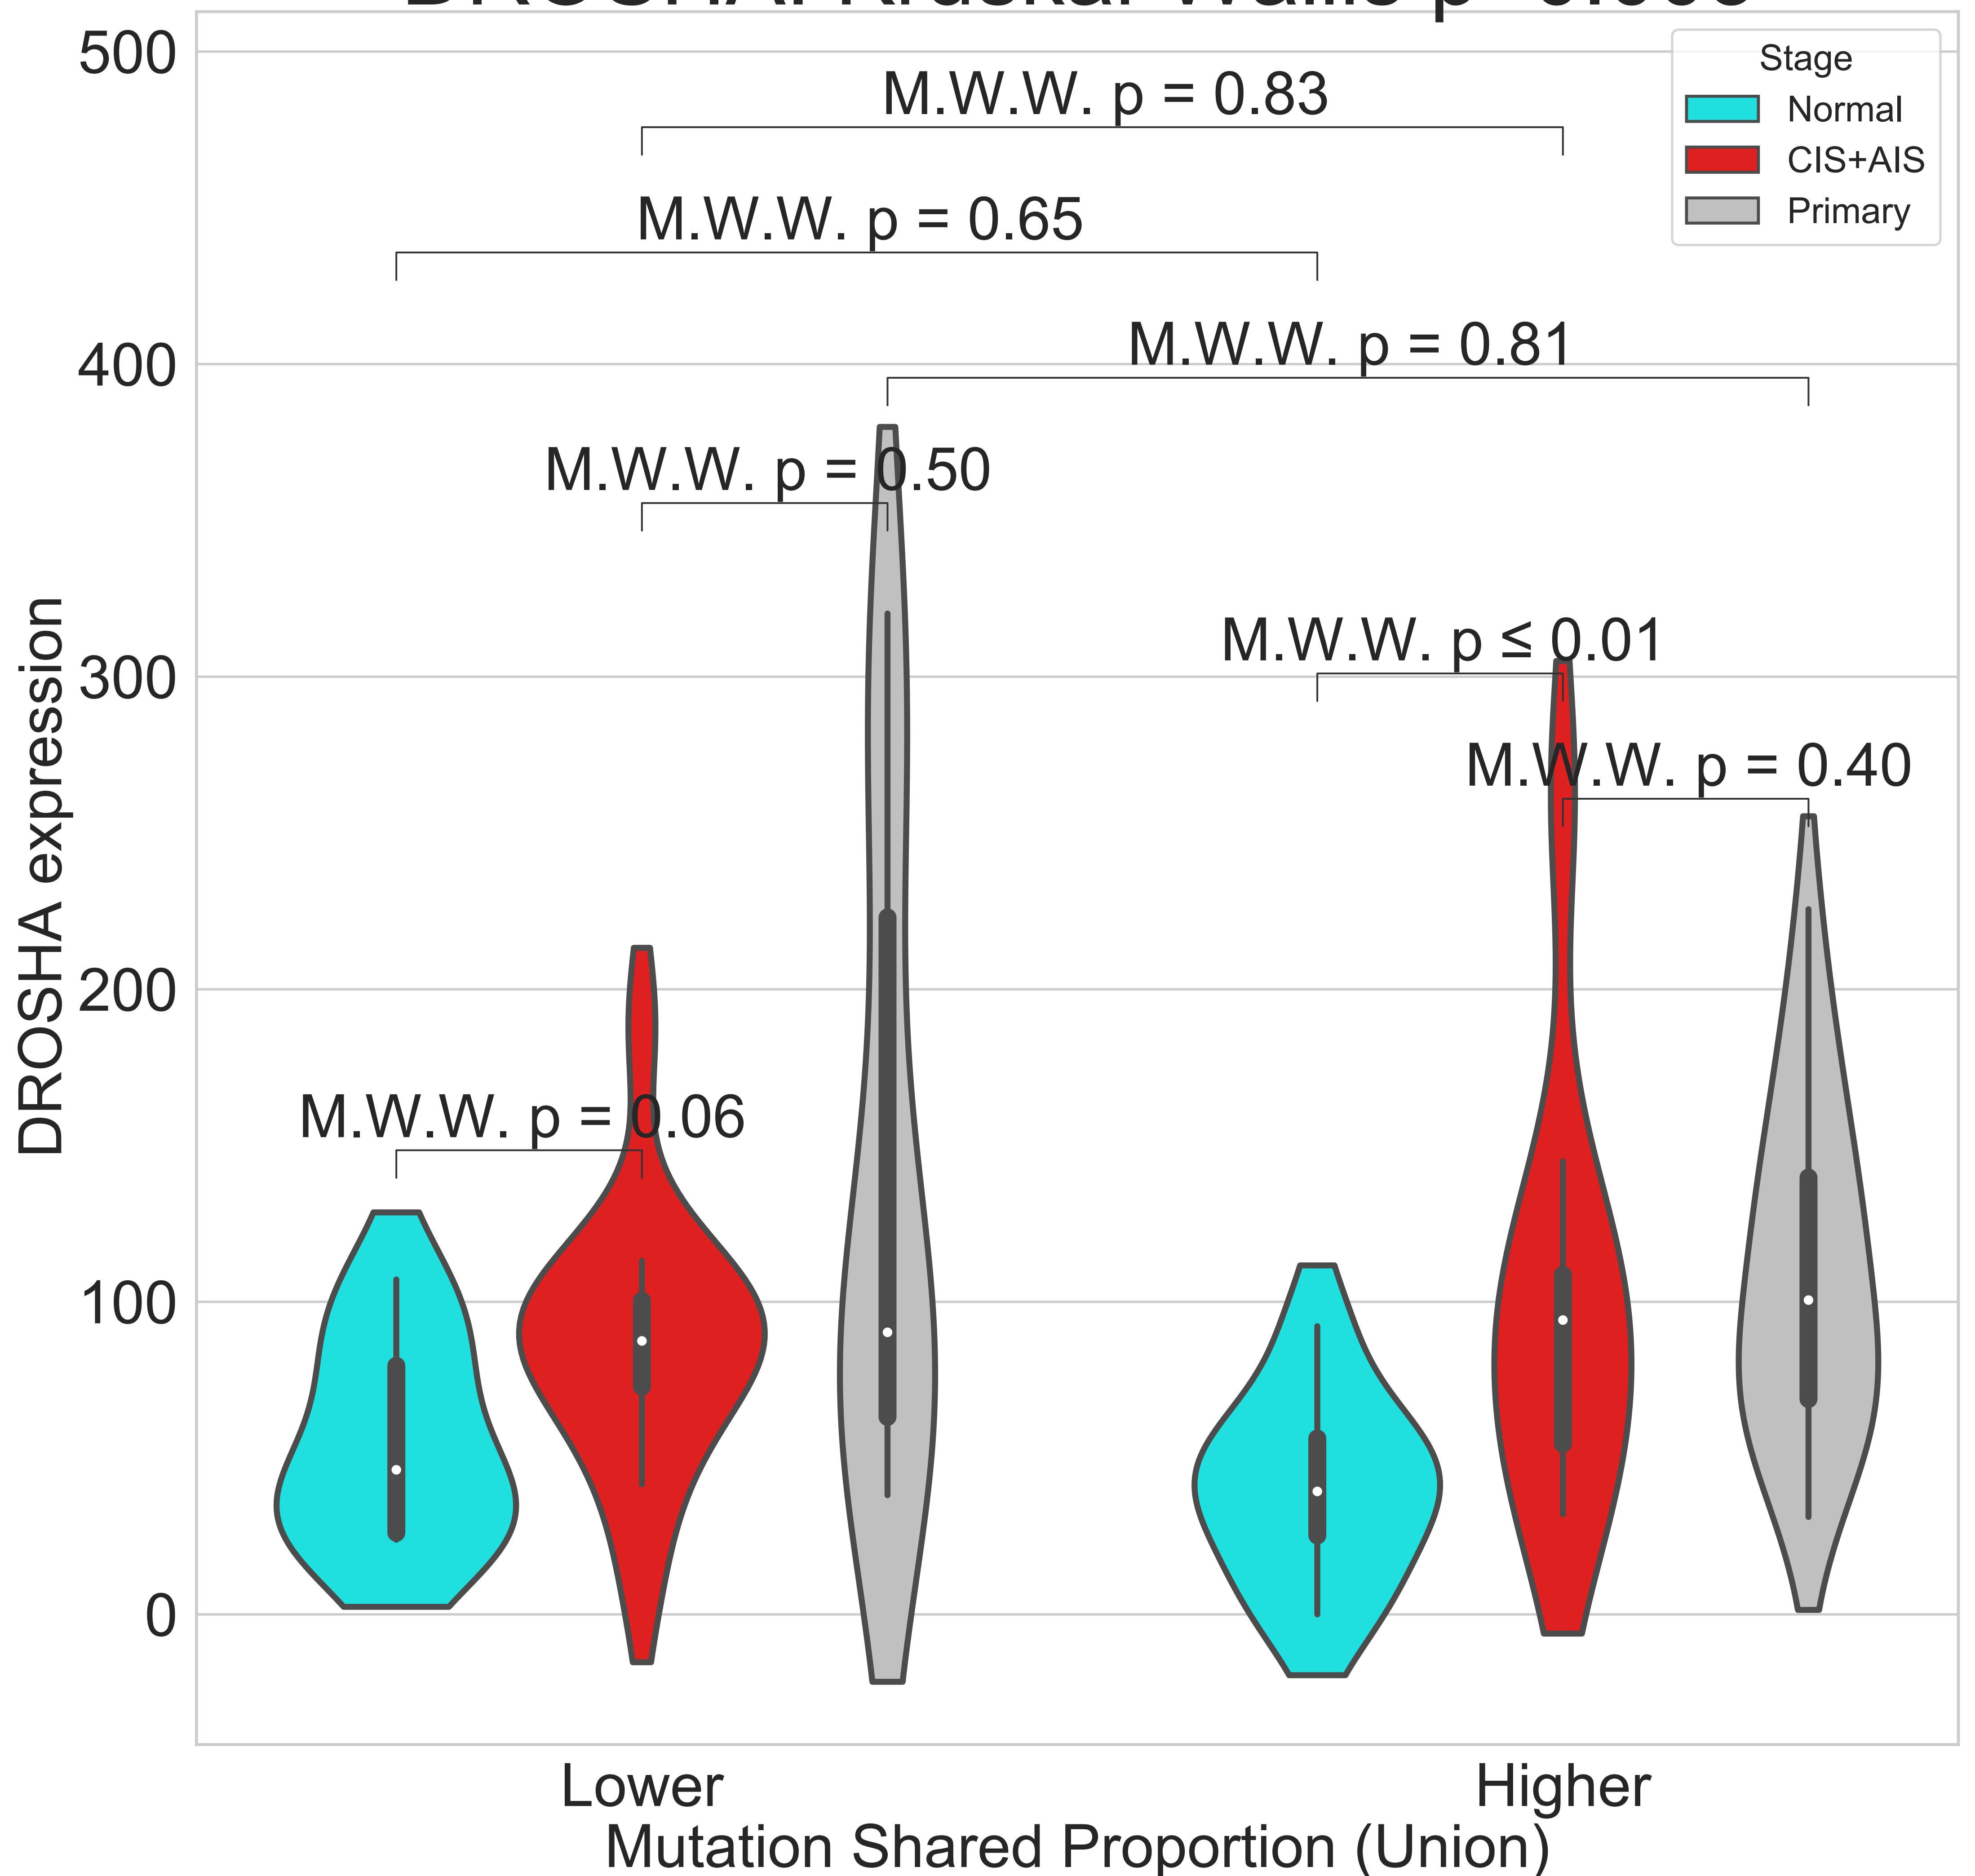 500
400
300
200
100
0
DROSHA expression
Stage
Normal
CIS+AIS
Primary
M.W.W. p = 0.83
M.W.W. p = 0.65
M.W.W. p = 0.81
M.W.W. p = 0.50
M.W.W. p ≤ 0.01
M.W.W. p = 0.40
M.W.W. p = 0.06
Lower
Higher
Mutation Shared Proportion (Union)